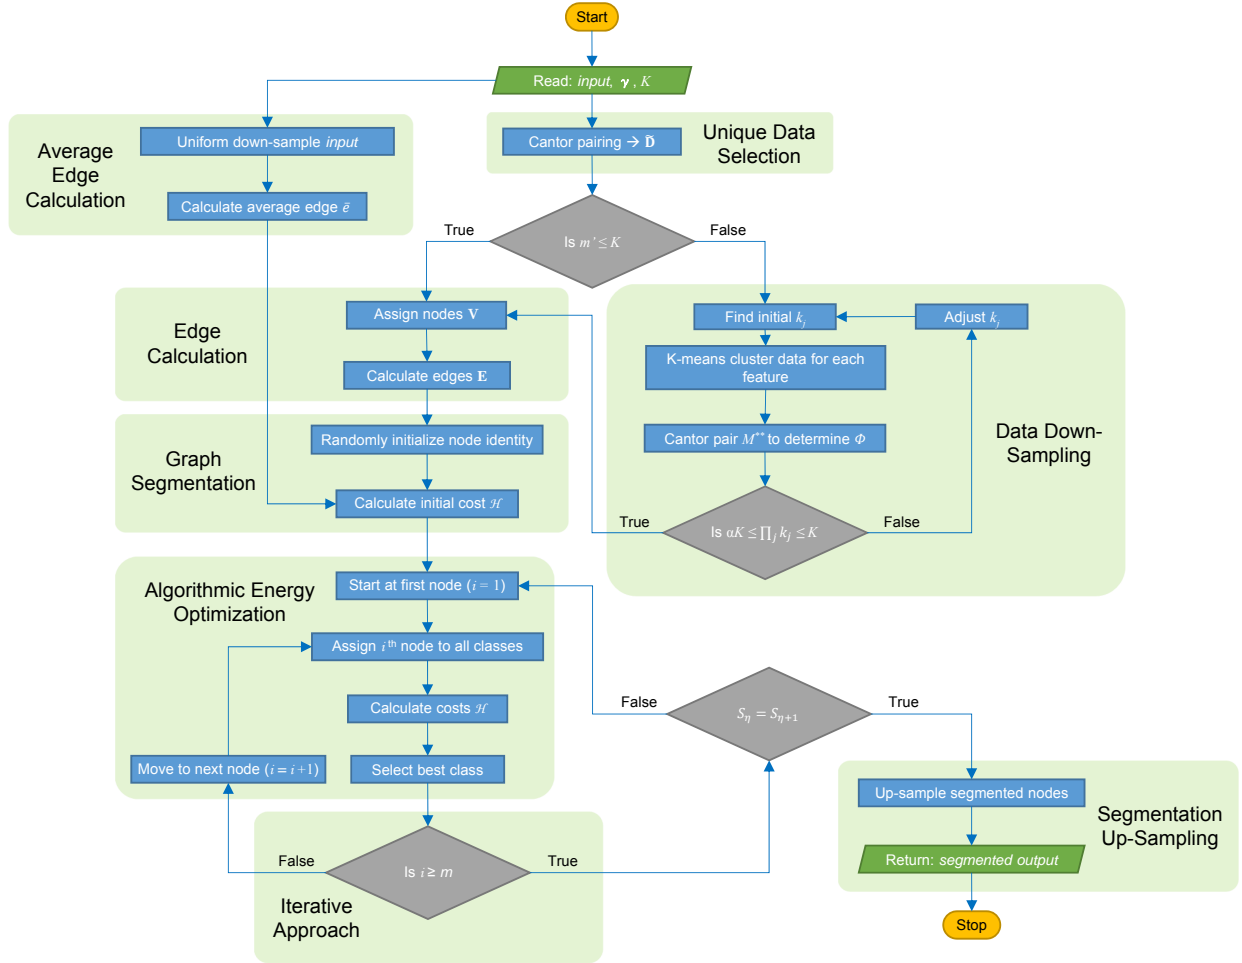 Start
Read: input, γ , K
Average
Edge
Calculation
Uniform down-sample input
Calculate average edge ē
Cantor pairing → D̃
Unique Data
Selection
Is m’ ≤ K
True
False
Edge
Calculation
Assign nodes V
Calculate edges E
Find initial kj
Adjust kj
K-means cluster data for each
feature
Cantor pair M** to determine Φ
Data Down-
Sampling
Is αK ≤ ∏j kj ≤ K
True
False
Graph
Segmentation
Randomly initialize node identity
Calculate initial cost ℋ
Algorithmic Energy
Optimization
Start at first node (i = 1)
Assign i th node to all classes
Calculate costs ℋ
Select best class
Move to next node (i = i +1)
Sη = Sη+1
False
True
Iterative
Approach
Is i ≥ m
False
True
Up-sample segmented nodes
Return: segmented output
Segmentation
Up-Sampling
Stop